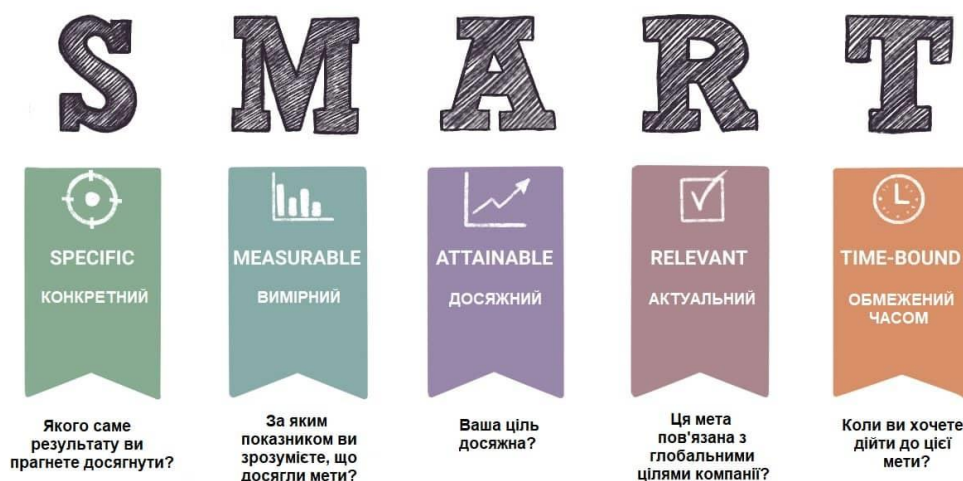 S M A R T
SPECIFIC
КОНКРЕТНИЙ
MEASURABLE
ВИМІРНИЙ
ATTAINABLE
ДОСЯЖНИЙ
RELEVANT
АКТУАЛЬНИЙ
TIME-BOUND
ОБМЕЖЕНИЙ
ЧАСОМ
Якого саме
результату ви
прагнете досягнути?
За яким
показником ви
зрозумієте, що
досягли мети?
Ваша ціль
досяжна?
Ця мета
пов'язана з
глобальними
цілями компанії?
Коли ви хочете
дійти до цієї
мети?